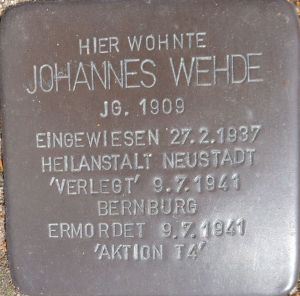 HIER WOHNTE
JOHANNES WEHDE
JG. 1909
EINGEWIESEN 27.2.1937
HEILANSTALT NEUSTADT
'VERLEGT' 9.7.1941
BERNBURG
ERMORDET 9.7.1941
'AKTION T4'